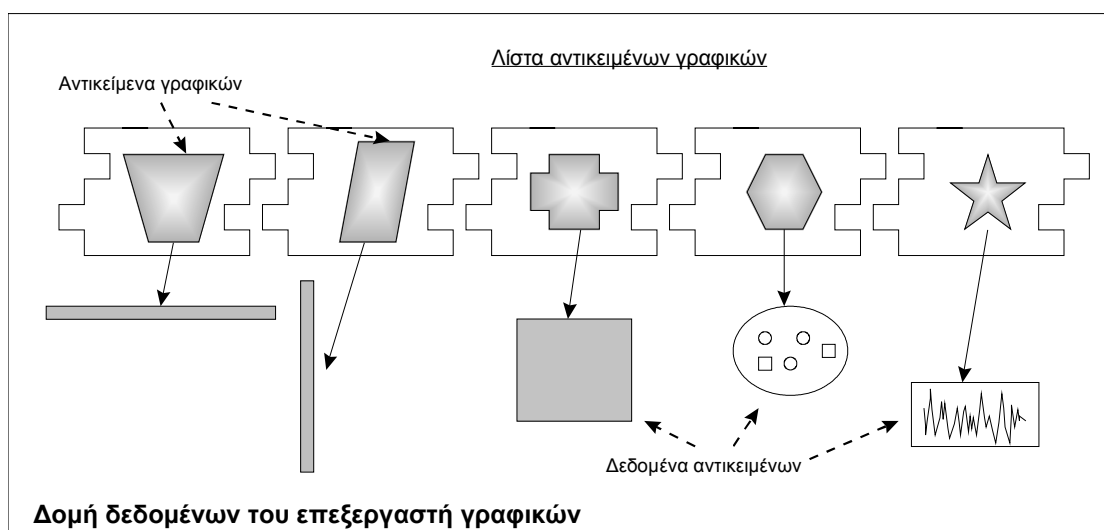 Λίστα αντικειμένων γραφικών
Αντικείμενα γραφικών
Δεδομένα αντικειμένων
Δομή δεδομένων του επεξεργαστή γραφικών